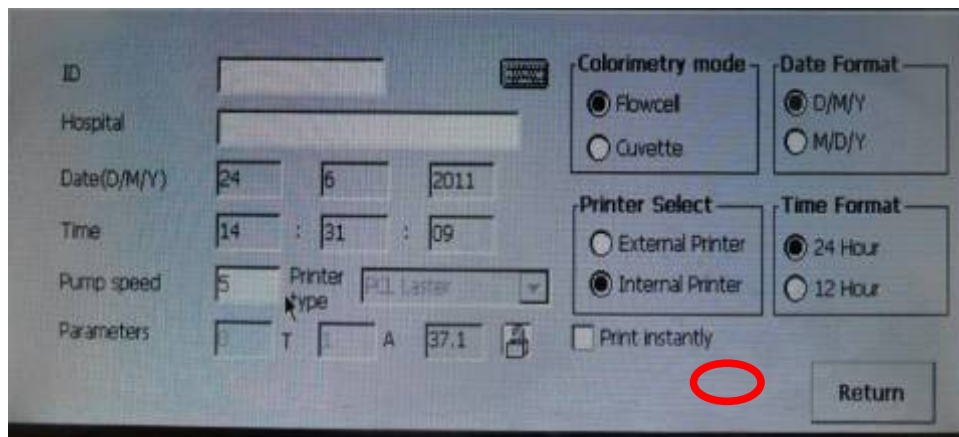 ID
Hospital
Date(D/M/Y) 24 6 2011
Time 14 : 31 : 09
Pump speed 5 Printer type
Parameters T A 37.1
Colorimetry mode
Flowcell
Cuvette
Date Format
D/M/Y
M/D/Y
Printer Select
External Printer
Internal Printer
Time Format
24 Hour
12 Hour
Print instantly
Return